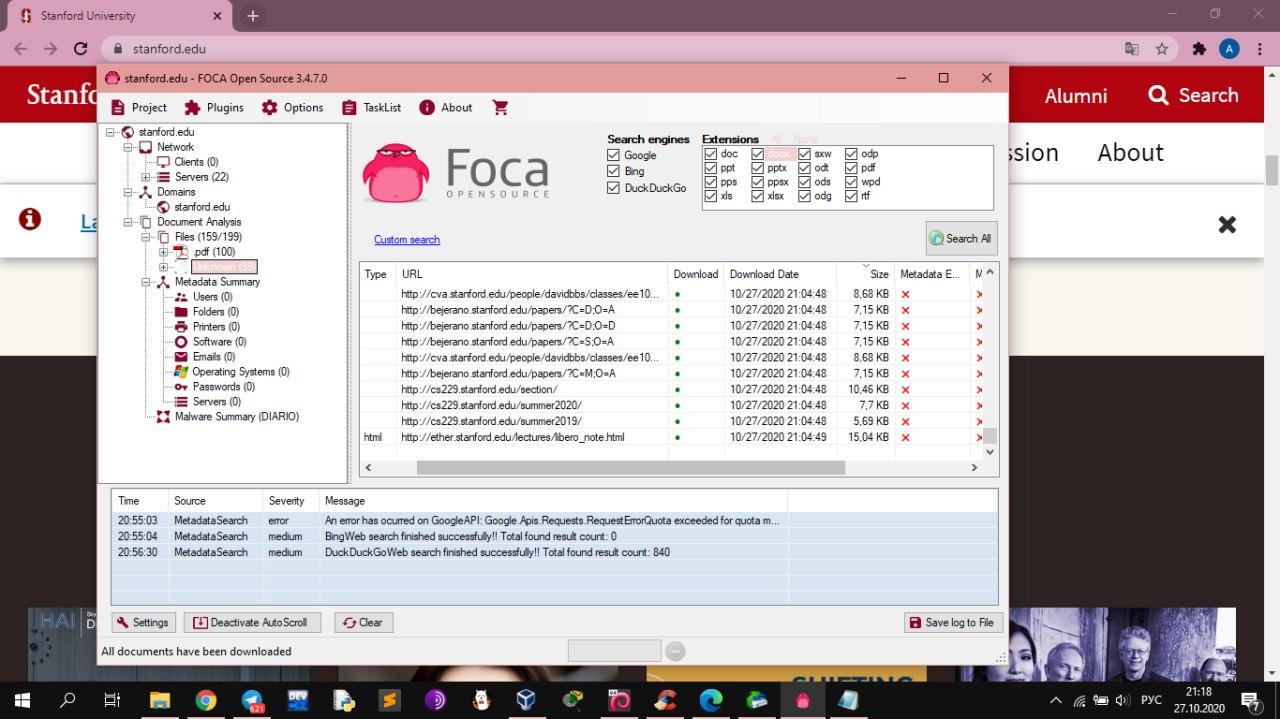 Stanford University
stanford.edu
Alumni
Search
About
stanford.edu - FOCA Open Source 3.4.7.0
Project Plugins Options TaskList About
stanford.edu
Network
Clients (0)
Servers (22)
Domains
stanford.edu
Document Analysis
Files (159/199)
.pdf (100)
Unknown (59)
Metadata Summary
Users (0)
Folders (0)
Printers (0)
Software (0)
Emails (0)
Operating Systems (0)
Passwords (0)
Servers (0)
Malware Summary (DIARIO)
Foca
OPENSOURCE
Search engines
Google
Bing
DuckDuckGo
Extensions All None
doc docx sxw odp
ppt pptx odt pdf
pps ppsx ods wpd
xls xlsx odg rtf
Custom search
Search All
Type URL Download Download Date Size Metadata E... M
http://cva.stanford.edu/people/davidbbs/classes/ee10... 10/27/2020 21:04:48 8,68 KB
http://bejerano.stanford.edu/papers/?C=D;O=A 10/27/2020 21:04:48 7,15 KB
http://bejerano.stanford.edu/papers/?C=D;O=D 10/27/2020 21:04:48 7,15 KB
http://bejerano.stanford.edu/papers/?C=S;O=A 10/27/2020 21:04:48 7,15 KB
http://cva.stanford.edu/people/davidbbs/classes/ee10... 10/27/2020 21:04:48 8,68 KB
http://bejerano.stanford.edu/papers/?C=M;O=A 10/27/2020 21:04:48 7,15 KB
http://cs229.stanford.edu/section/ 10/27/2020 21:04:48 10,46 KB
http://cs229.stanford.edu/summer2020/ 10/27/2020 21:04:48 7,7 KB
http://cs229.stanford.edu/summer2019/ 10/27/2020 21:04:48 5,69 KB
html http://ether.stanford.edu/lectures/libero_note.html 10/27/2020 21:04:49 15,04 KB
Time Source Severity Message
20:55:03 MetadataSearch error An error has ocurred on GoogleAPI: Google.Apis.Requests.RequestErrorQuota exceeded for quota m...
20:55:04 MetadataSearch medium BingWeb search finished successfully!! Total found result count: 0
20:56:30 MetadataSearch medium DuckDuckGoWeb search finished successfully!! Total found result count: 840
Settings Deactivate AutoScroll Clear Save log to File
All documents have been downloaded
HAI
SHIFTING
621
DEV
РУС
21:18
27.10.2020
7